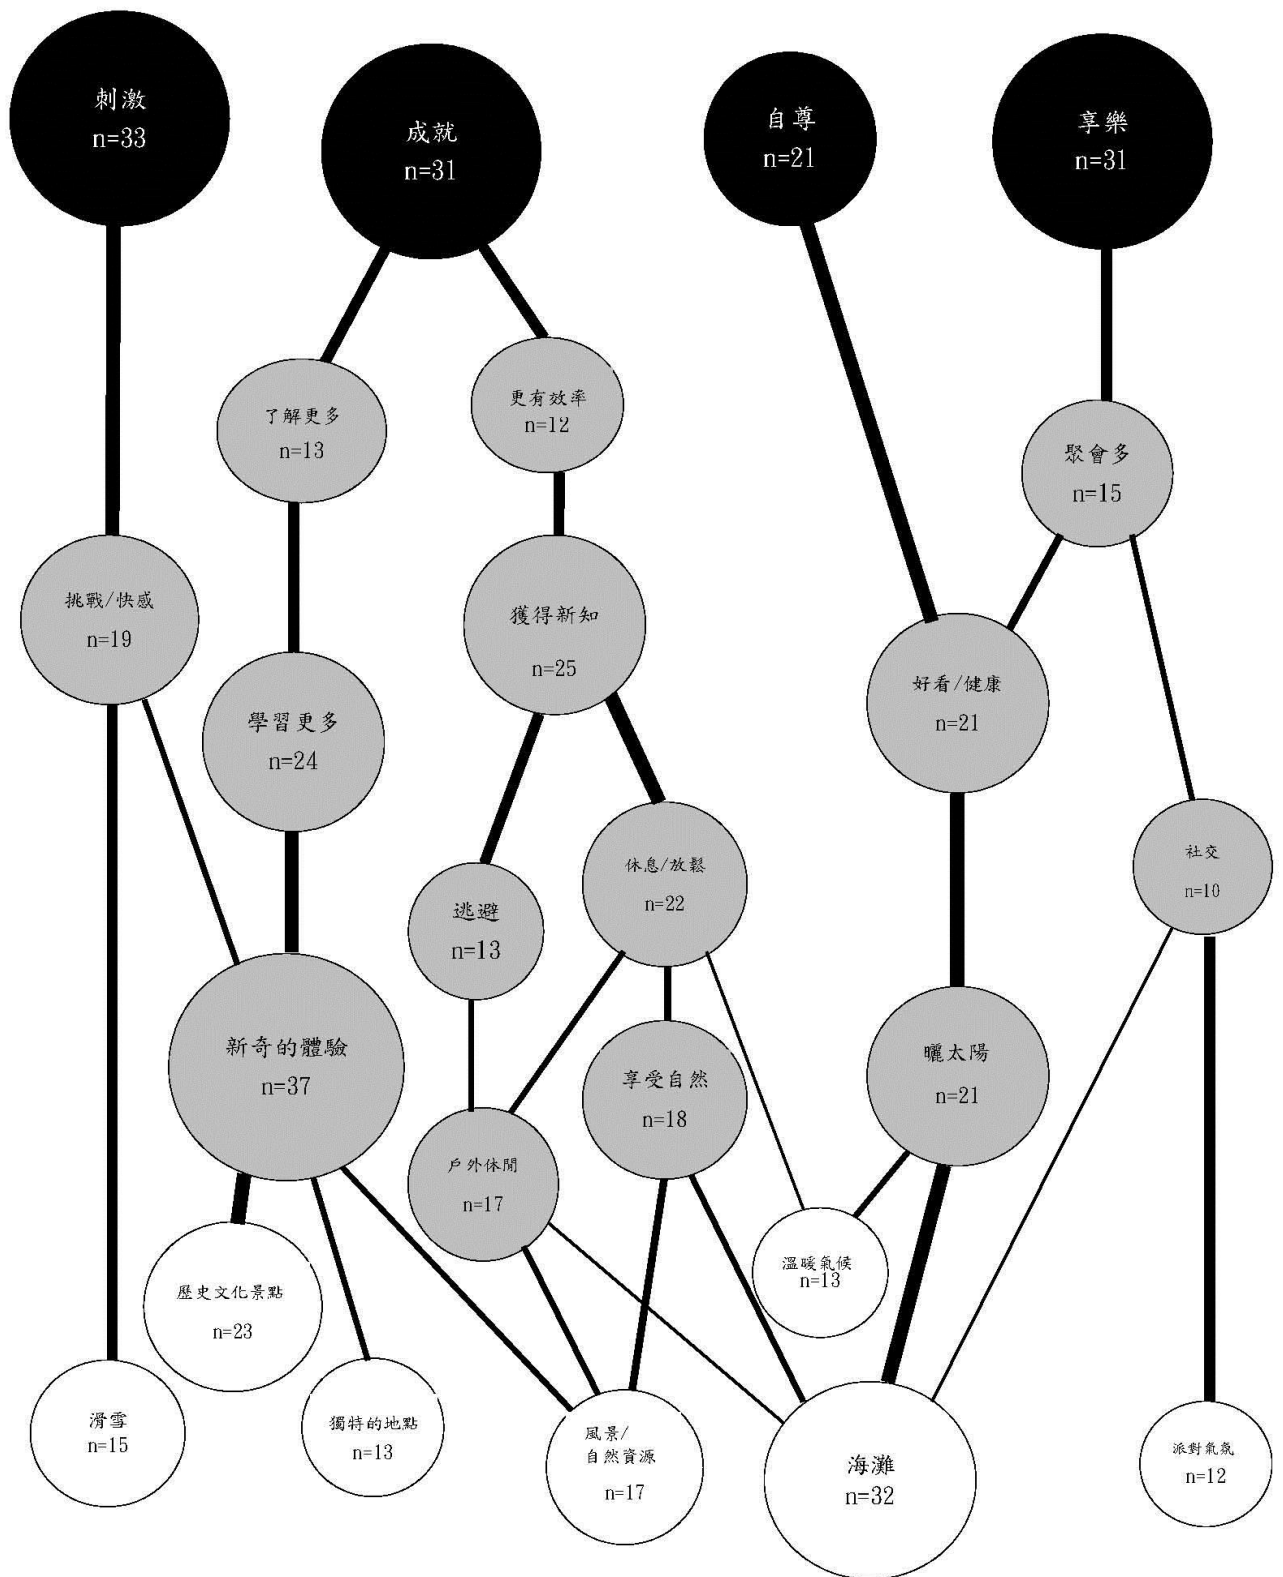 刺激
n=33
成就
n=31
自尊
n=21
享樂
n=31
了解更多
n=13
更有效率
n=12
聚會多
n=15
挑戰/快感
n=19
獲得新知
n=25
好看/健康
n=21
學習更多
n=24
休息/放鬆
n=22
社交
n=10
逃避
n=13
新奇的體驗
n=37
享受自然
n=18
曬太陽
n=21
戶外休閒
n=17
溫暖氣候
n=13
歷史文化景點
n=23
滑雪
n=15
獨特的地點
n=13
風景/
自然資源
n=17
海灘
n=32
派對氣氛
n=12